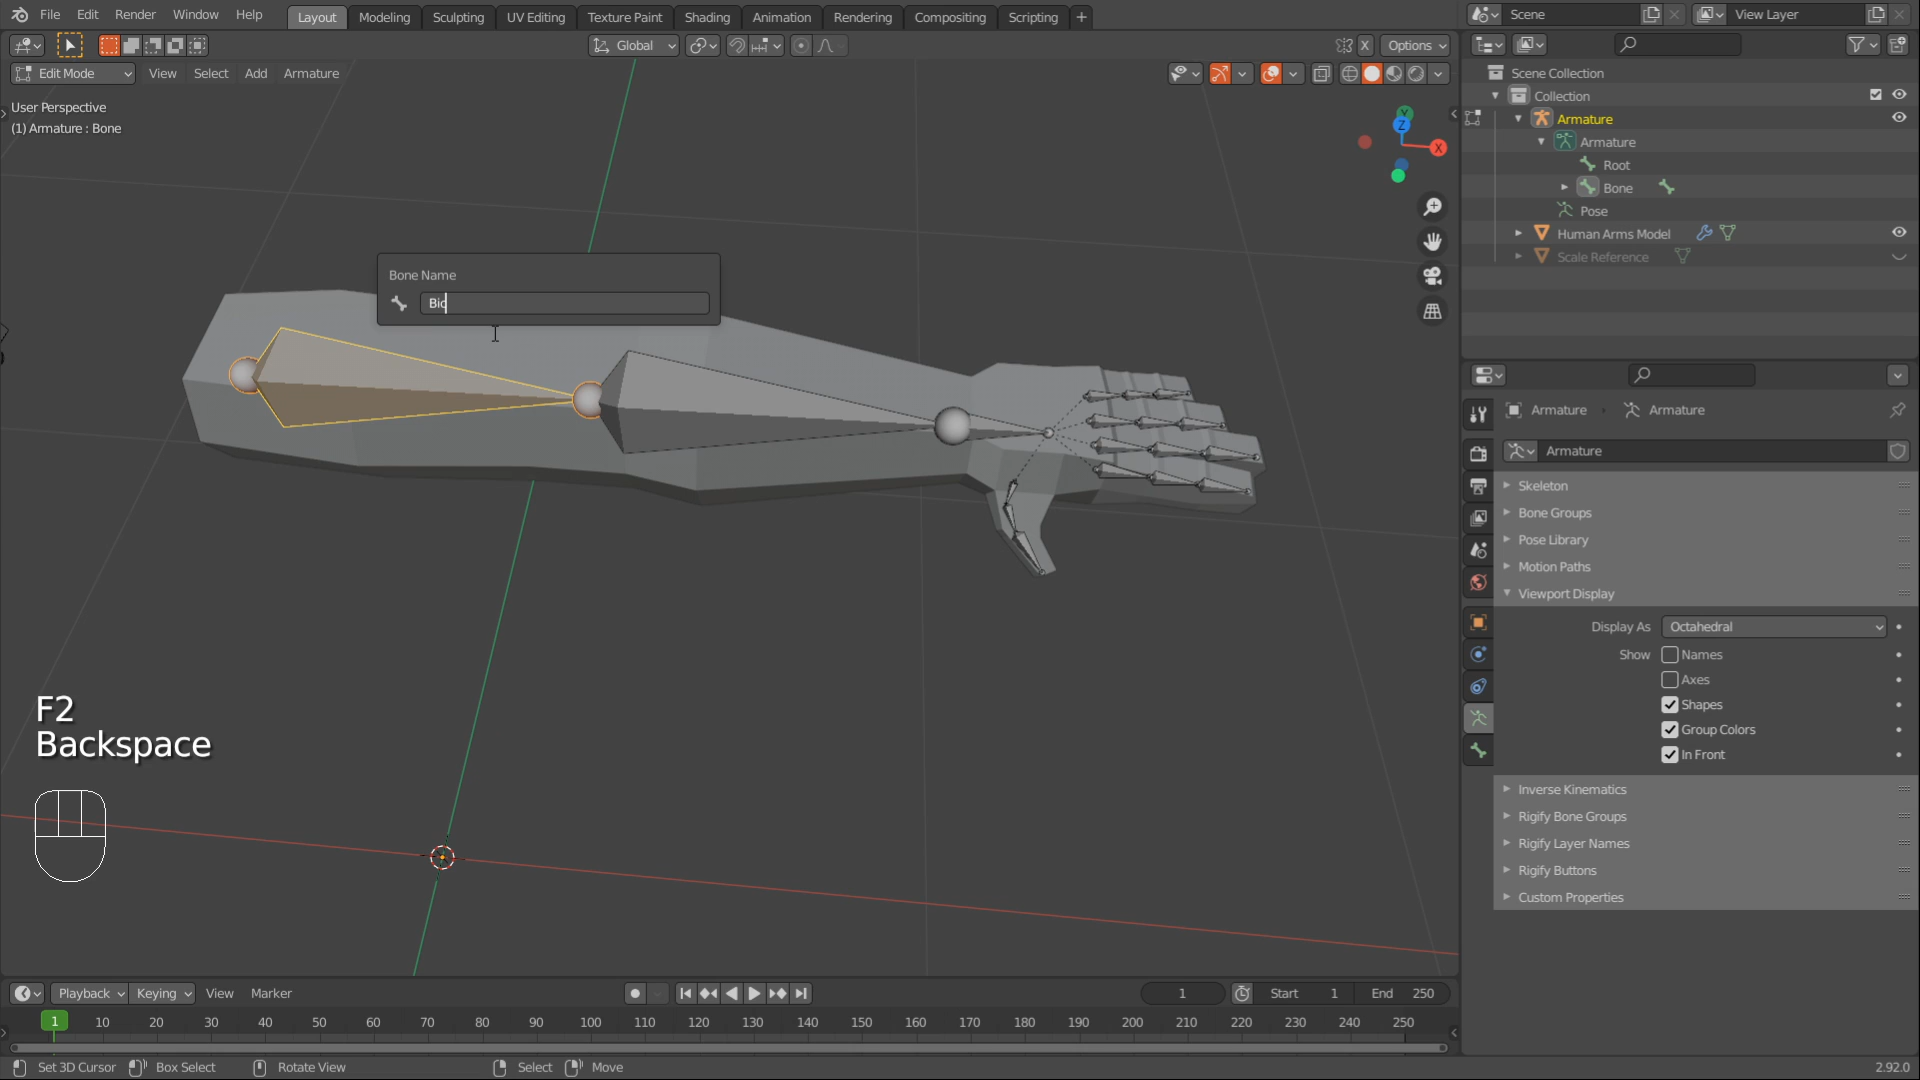 File Edit Render Window Help Layout Modeling Sculpting UV Editing Texture Paint Shading Animation Rendering Compositing Scripting + Scene View Layer
Global Options
Edit Mode View Select Add Armature
User Perspective
(1) Armature : Bone
Z
Y
X
X
Bone Name
Bic
F2
Backspace
Scene Collection
Collection
Armature
Armature
Root
Bone
Pose
Human Arms Model
Scale Reference
Armature Armature
Armature
Skeleton
Bone Groups
Pose Library
Motion Paths
Viewport Display
Display As Octahedral
Show Names
Axes
Shapes
Group Colors
In Front
Inverse Kinematics
Rigify Bone Groups
Rigify Layer Names
Rigify Buttons
Custom Properties
Playback Keying View Marker 1 Start 1 End 250
1 10 20 30 40 50 60 70 80 90 100 110 120 130 140 150 160 170 180 190 200 210 220 230 240 250
Set 3D Cursor Box Select Rotate View Select Move 2.92.0